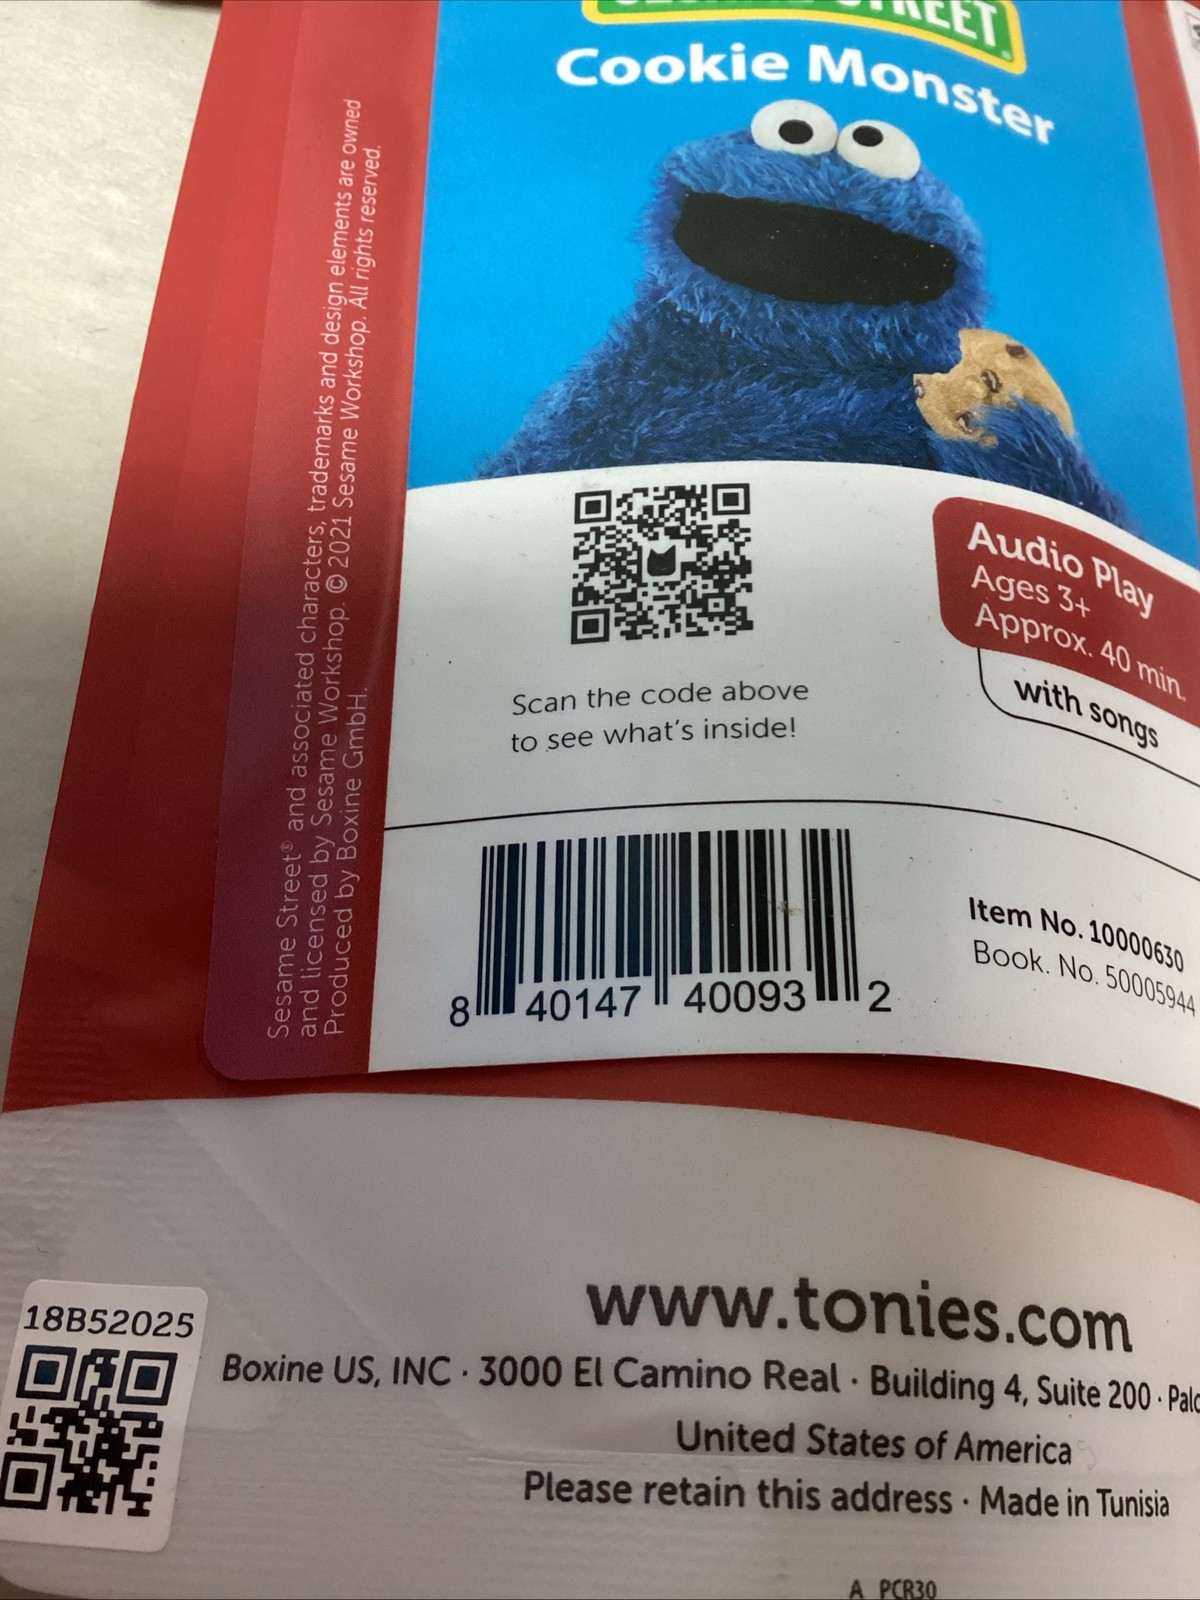 STREET
Cookie Monster
Sesame Street® and associated characters, trademarks and design elements are owned
and licensed by Sesame Workshop. © 2021 Sesame Workshop. All rights reserved.
Produced by Boxine GmbH.
Audio Play
Ages 3+
Approx. 40 min.
with songs
Scan the code above
to see what's inside!
8 40147 40093 2
Item No. 10000630
Book. No. 50005944
18B52025
www.tonies.com
Boxine US, INC · 3000 El Camino Real · Building 4, Suite 200 ·
United States of America
Please retain this address · Made in Tunisia
A PCR30